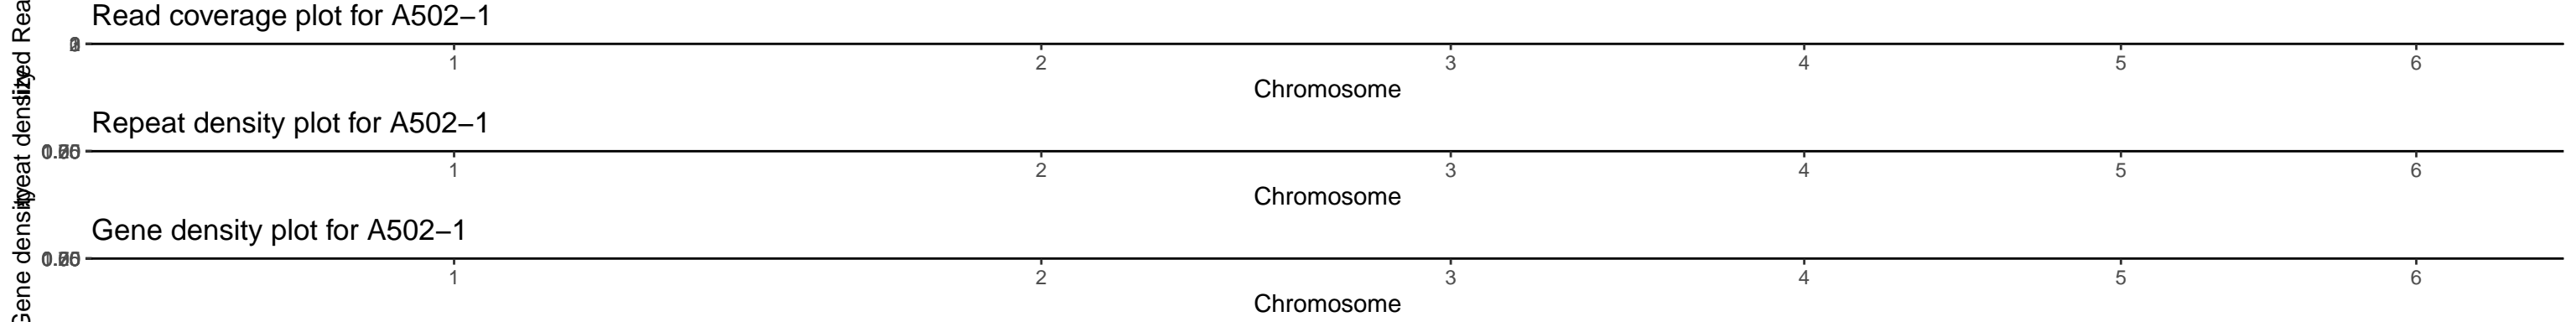 Read coverage plot for A502−1
1 2 3 4 5 6
Chromosome
Repeat density plot for A502−1
1 2 3 4 5 6
Chromosome
Gene density plot for A502−1
1 2 3 4 5 6
Chromosome
Gene density